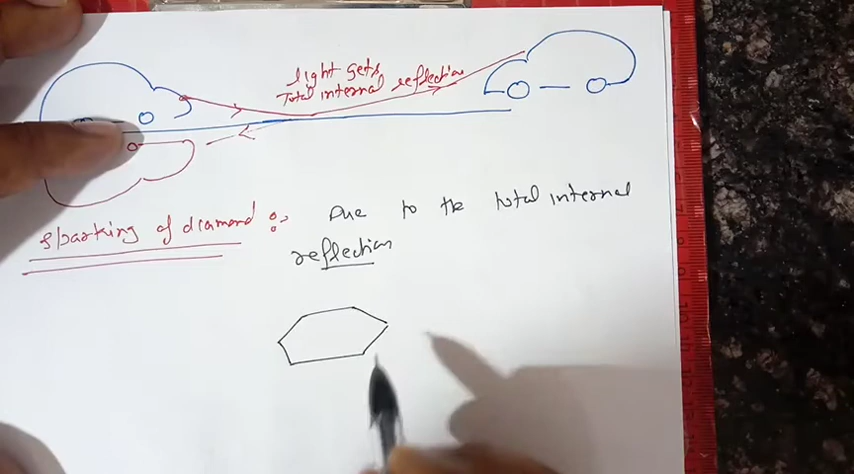 light gets
Total internal reflection
sparking of diamond :- Due to the total internal
reflection